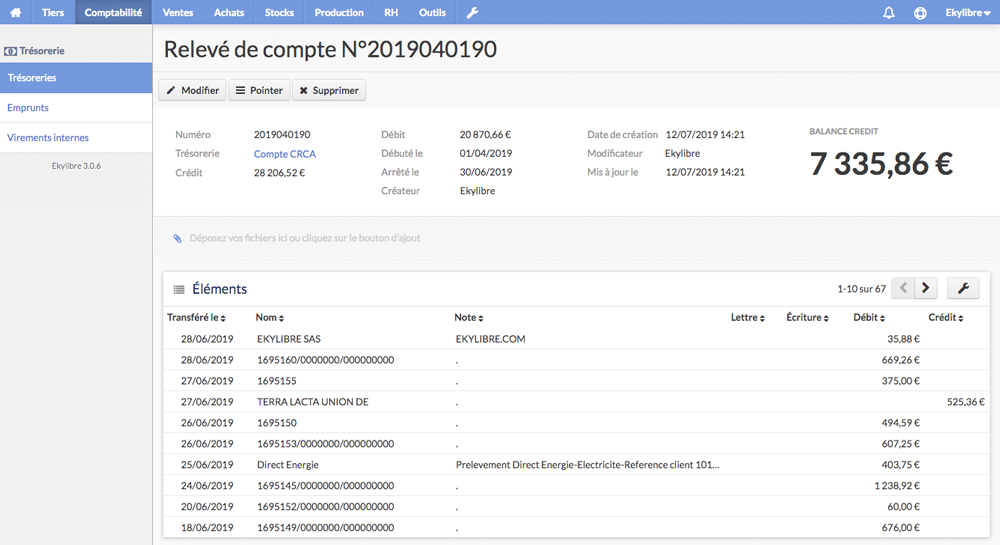 Tiers Comptabilité Ventes Achats Stocks Production RH Outils Ekylibre
Trésorerie
Trésoreries
Emprunts
Virements internes
Ekylibre 3.0.6
Relevé de compte N°2019040190
Modifier Pointer Supprimer
Numéro 2019040190 Débit 20 870,66 € Date de création 12/07/2019 14:21 BALANCE CREDIT
Trésorerie Compte CRCA Débuté le 01/04/2019 Modificateur Ekylibre 7 335,86 €
Crédit 28 206,52 € Arrêté le 30/06/2019 Mis à jour le 12/07/2019 14:21
Créateur Ekylibre
Déposez vos fichiers ici ou cliquez sur le bouton d'ajout
Éléments 1-10 sur 67
Transféré le Nom Note Lettre Écriture Débit Crédit
28/06/2019 EKYLIBRE SAS EKYLIBRE.COM 35,88 €
28/06/2019 1695160/0000000/000000000 . 669,26 €
27/06/2019 1695155 . 375,00 €
27/06/2019 TERRA LACTA UNION DE . 525,36 €
26/06/2019 1695150 . 494,59 €
26/06/2019 1695153/0000000/000000000 . 607,25 €
25/06/2019 Direct Energie Prelevement Direct Energie-Electricite-Reference client 101... 403,75 €
24/06/2019 1695145/0000000/000000000 . 1 238,92 €
20/06/2019 1695152/0000000/000000000 . 60,00 €
18/06/2019 1695149/0000000/000000000 . 676,00 €